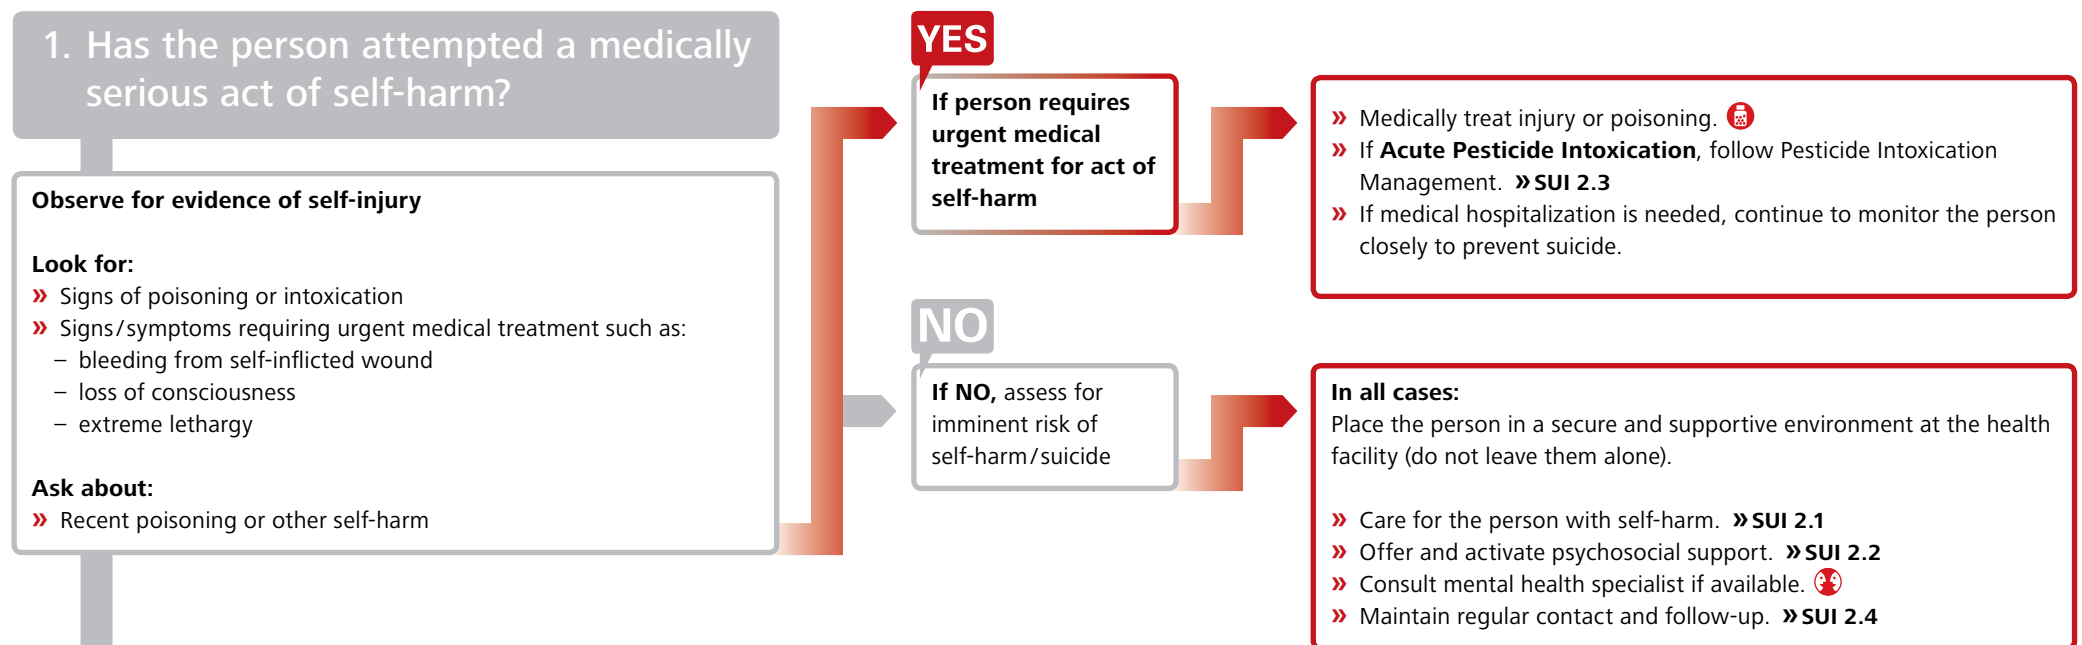 1. Has the person attempted a medically
serious act of self-harm?
Observe for evidence of self-injury
Look for:
» Signs of poisoning or intoxication
» Signs/symptoms requiring urgent medical treatment such as:
– bleeding from self-inflicted wound
– loss of consciousness
– extreme lethargy
Ask about:
» Recent poisoning or other self-harm
YES
If person requires
urgent medical
treatment for act of
self-harm
» Medically treat injury or poisoning.
» If Acute Pesticide Intoxication, follow Pesticide Intoxication
Management. » SUI 2.3
» If medical hospitalization is needed, continue to monitor the person
closely to prevent suicide.
NO
If NO, assess for
imminent risk of
self-harm/suicide
In all cases:
Place the person in a secure and supportive environment at the health
facility (do not leave them alone).
» Care for the person with self-harm. » SUI 2.1
» Offer and activate psychosocial support. » SUI 2.2
» Consult mental health specialist if available.
» Maintain regular contact and follow-up. » SUI 2.4